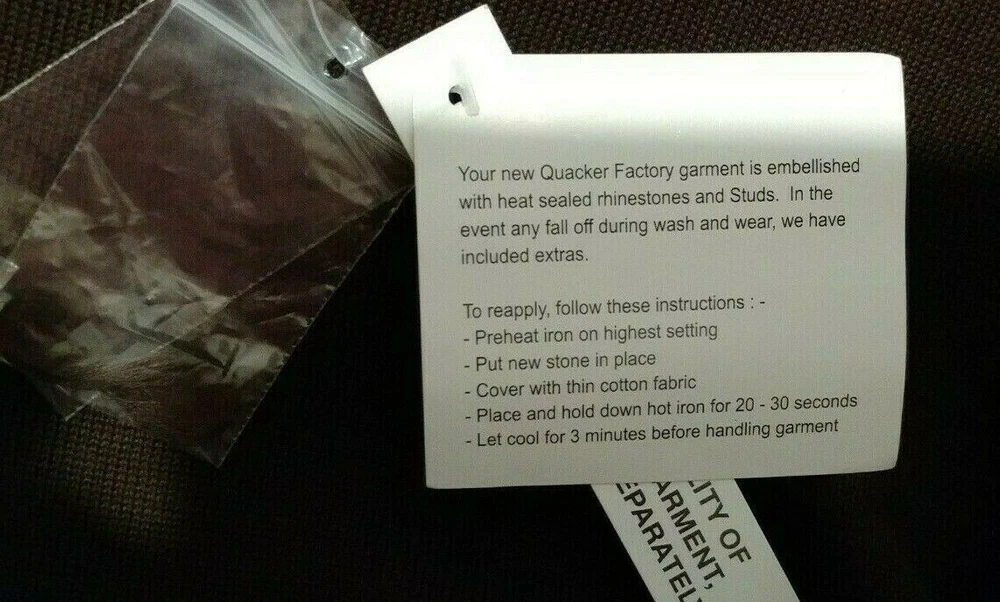 Your new Quacker Factory garment is embellished
with heat sealed rhinestones and Studs. In the
event any fall off during wash and wear, we have
included extras.
To reapply, follow these instructions : -
- Preheat iron on highest setting
- Put new stone in place
- Cover with thin cotton fabric
- Place and hold down hot iron for 20 - 30 seconds
- Let cool for 3 minutes before handling garment
OF